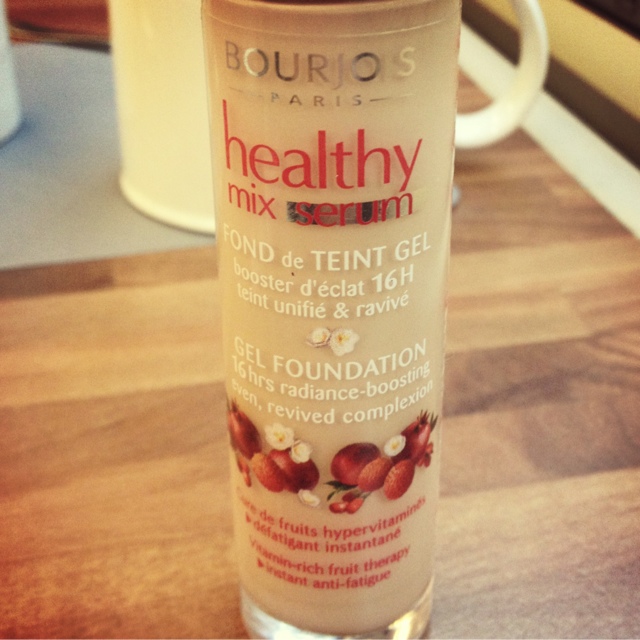 BOURJOIS
PARIS
healthy
mix serum
FOND de TEINT GEL
booster d'éclat 16H
teint unifié & ravivé
GEL FOUNDATION
16hrs radiance-boosting
even, revived complexion
de fruits hypervitaminés
défatigant instantané
vitamin-rich fruit therapy
instant anti-fatigue